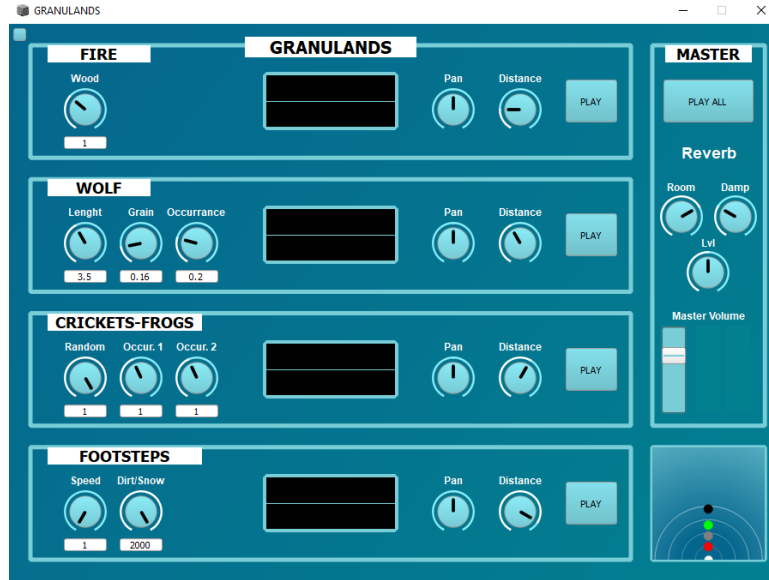 GRANULANDS
GRANULANDS
FIRE
Wood
1
Pan
Distance
PLAY
WOLF
Lenght Grain Occurrance
3.5 0.16 0.2
Pan
Distance
PLAY
CRICKETS-FROGS
Random Occur. 1 Occur. 2
1 1 1
Pan
Distance
PLAY
FOOTSTEPS
Speed Dirt/Snow
1 2000
Pan
Distance
PLAY
MASTER
PLAY ALL
Reverb
Room Damp
Lvl
Master Volume